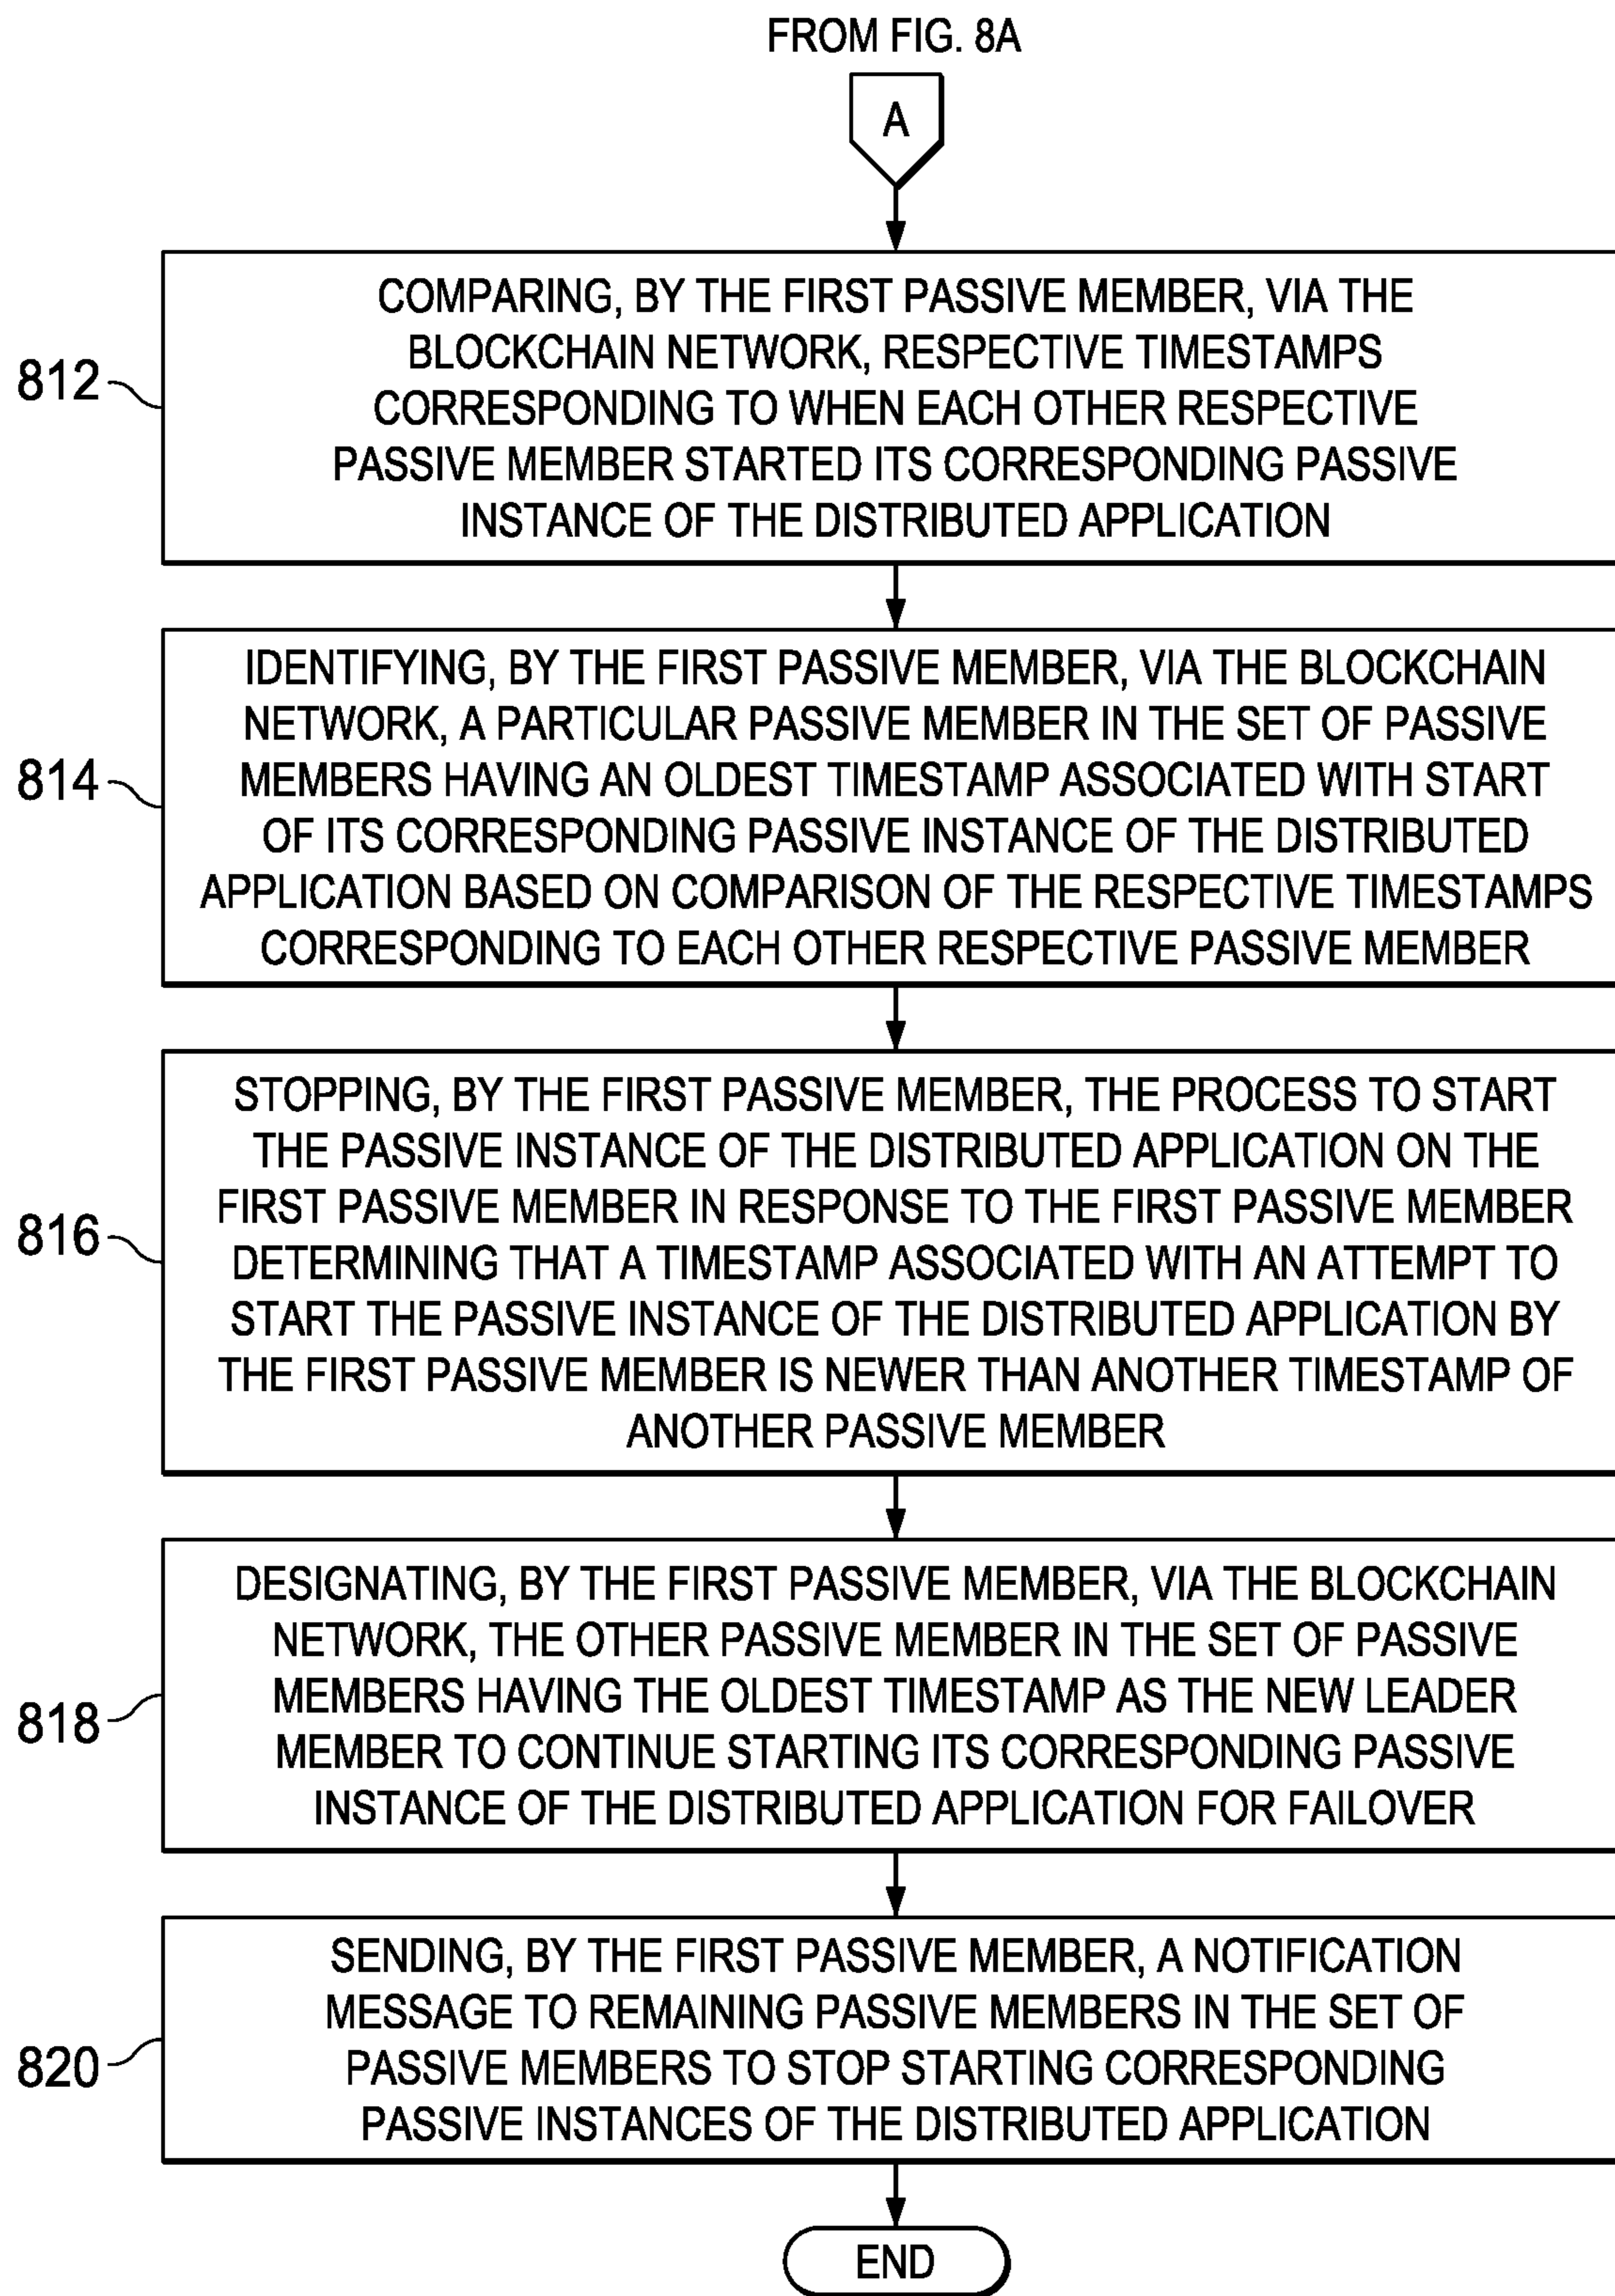 FROM FIG. 8A
A
812
COMPARING, BY THE FIRST PASSIVE MEMBER, VIA THE
BLOCKCHAIN NETWORK, RESPECTIVE TIMESTAMPS
CORRESPONDING TO WHEN EACH OTHER RESPECTIVE
PASSIVE MEMBER STARTED ITS CORRESPONDING PASSIVE
INSTANCE OF THE DISTRIBUTED APPLICATION
814
IDENTIFYING, BY THE FIRST PASSIVE MEMBER, VIA THE BLOCKCHAIN
NETWORK, A PARTICULAR PASSIVE MEMBER IN THE SET OF PASSIVE
MEMBERS HAVING AN OLDEST TIMESTAMP ASSOCIATED WITH START
OF ITS CORRESPONDING PASSIVE INSTANCE OF THE DISTRIBUTED
APPLICATION BASED ON COMPARISON OF THE RESPECTIVE TIMESTAMPS
CORRESPONDING TO EACH OTHER RESPECTIVE PASSIVE MEMBER
816
STOPPING, BY THE FIRST PASSIVE MEMBER, THE PROCESS TO START
THE PASSIVE INSTANCE OF THE DISTRIBUTED APPLICATION ON THE
FIRST PASSIVE MEMBER IN RESPONSE TO THE FIRST PASSIVE MEMBER
DETERMINING THAT A TIMESTAMP ASSOCIATED WITH AN ATTEMPT TO
START THE PASSIVE INSTANCE OF THE DISTRIBUTED APPLICATION BY
THE FIRST PASSIVE MEMBER IS NEWER THAN ANOTHER TIMESTAMP OF
ANOTHER PASSIVE MEMBER
818
DESIGNATING, BY THE FIRST PASSIVE MEMBER, VIA THE BLOCKCHAIN
NETWORK, THE OTHER PASSIVE MEMBER IN THE SET OF PASSIVE
MEMBERS HAVING THE OLDEST TIMESTAMP AS THE NEW LEADER
MEMBER TO CONTINUE STARTING ITS CORRESPONDING PASSIVE
INSTANCE OF THE DISTRIBUTED APPLICATION FOR FAILOVER
820
SENDING, BY THE FIRST PASSIVE MEMBER, A NOTIFICATION
MESSAGE TO REMAINING PASSIVE MEMBERS IN THE SET OF
PASSIVE MEMBERS TO STOP STARTING CORRESPONDING
PASSIVE INSTANCES OF THE DISTRIBUTED APPLICATION
END